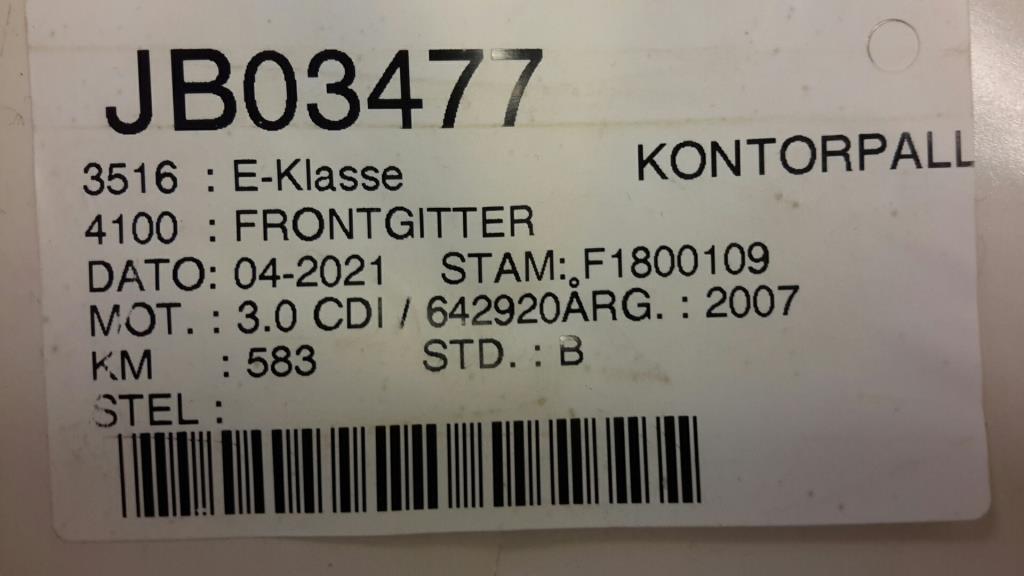 JB03477
KONTORPALL
3516 : E-Klasse
4100 : FRONTGITTER
DATO: 04-2021 STAM: F1800109
MOT. : 3.0 CDI / 642920ÅRG. : 2007
KM : 583 STD. : B
STEL :